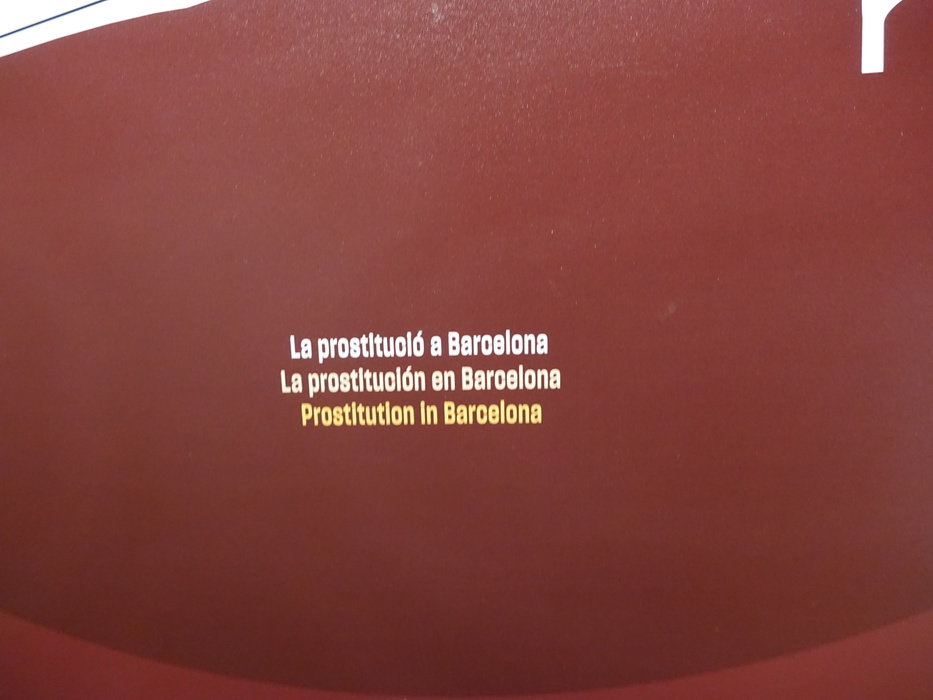 La prostitució a Barcelona
La prostitución en Barcelona
Prostitution in Barcelona